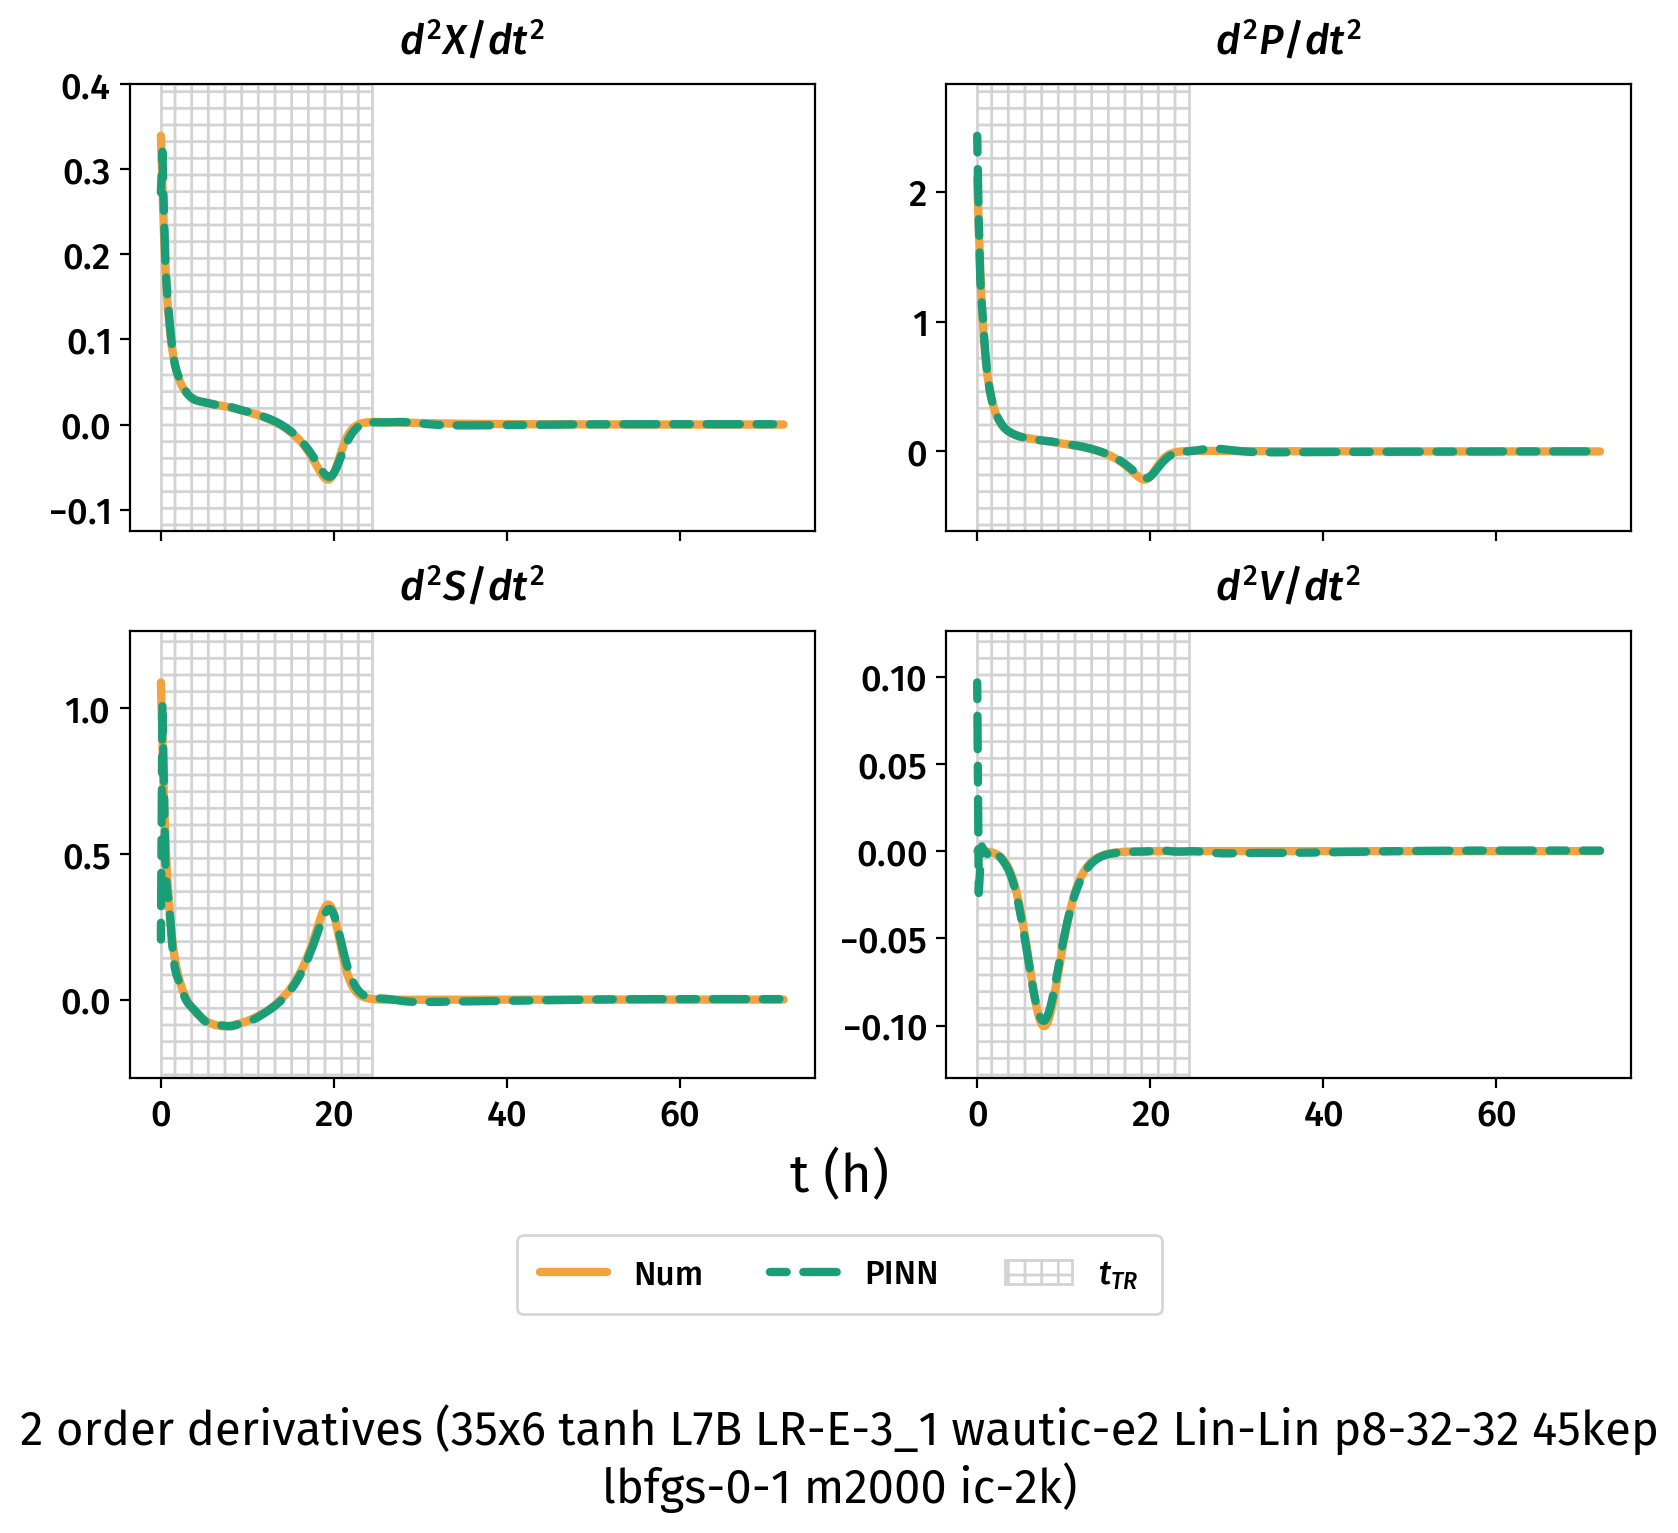 d²X/dt²
d²P/dt²
0.4
0.3
0.2
0.1
0.0
−0.1
2
1
0
d²S/dt²
d²V/dt²
1.0
0.5
0.0
0.10
0.05
0.00
−0.05
−0.10
0 20 40 60
0 20 40 60
t (h)
Num PINN t_TR
2 order derivatives (35x6 tanh L7B LR-E-3_1 wautic-e2 Lin-Lin p8-32-32 45kep
lbfgs-0-1 m2000 ic-2k)